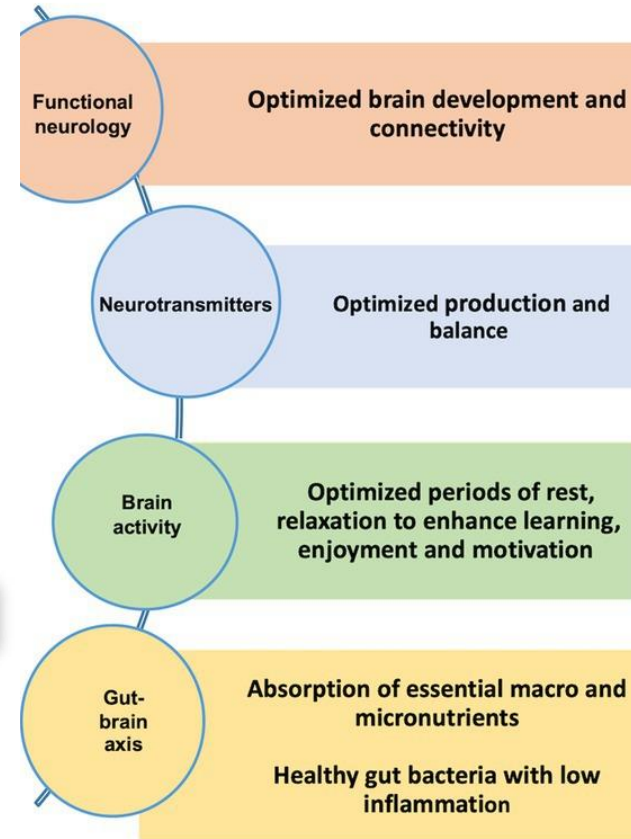 Functional
neurology
Optimized brain development and
connectivity
Neurotransmitters
Optimized production and
balance
Brain
activity
Optimized periods of rest,
relaxation to enhance learning,
enjoyment and motivation
Gut-
brain
axis
Absorption of essential macro and
micronutrients
Healthy gut bacteria with low
inflammation